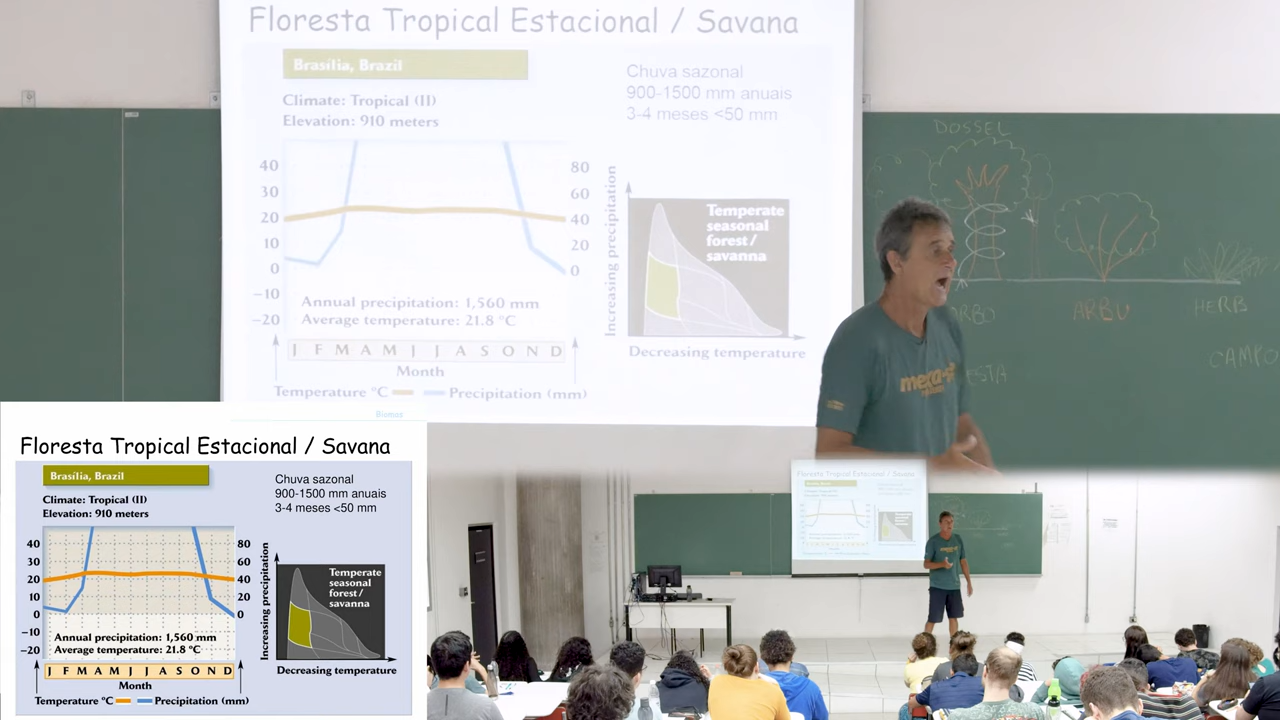 Floresta Tropical Estacional / Savana
Brasília, Brazil
Climate: Tropical (II)
Elevation: 910 meters
Chuva sazonal
900-1500 mm anuais
3-4 meses <50 mm
40
30
20
10
0
−10
−20
80
60
40
20
0
Annual precipitation: 1,560 mm
Average temperature: 21.8 °C
J F M A M J J A S O N D
Month
Temperature °C
Precipitation (mm)
Increasing precipitation
Temperate
seasonal
forest/
savanna
Decreasing temperature
Biomas
DOSSEL
ARBU
HERB
CAMPO
Floresta Tropical Estacional / Savana
Brasília, Brazil
Climate: Tropical (II)
Elevation: 910 meters
Chuva sazonal
900-1500 mm anuais
3-4 meses <50 mm
40
30
20
10
0
−10
−20
80
60
40
20
0
Annual precipitation: 1,560 mm
Average temperature: 21.8 °C
J F M A M J J A S O N D
Month
Temperature °C
Precipitation (mm)
Increasing precipitation
Temperate
seasonal
forest/
savanna
Decreasing temperature
Floresta Tropical Estacional / Savana